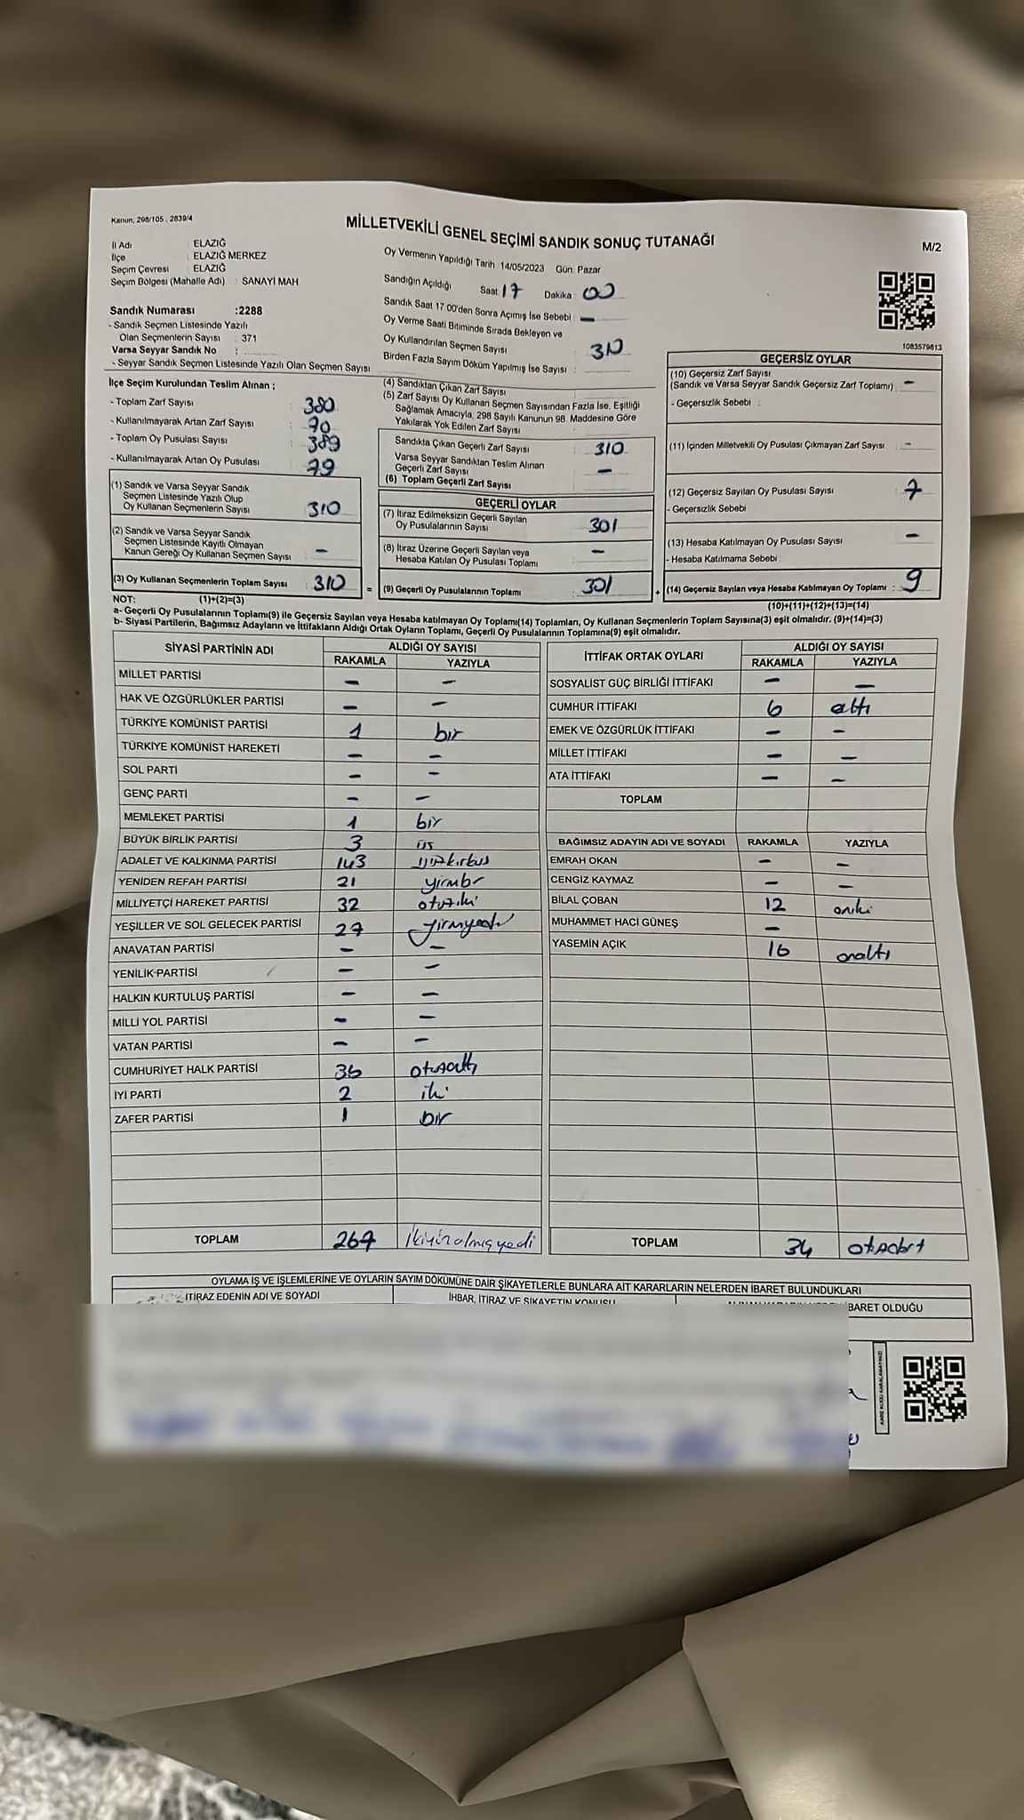 Kanun, 298/105 , 2839/4
MİLLETVEKİLİ GENEL SEÇİMİ SANDIK SONUÇ TUTANAĞI
M/2
İl Adı : ELAZIĞ
İlçe : ELAZIĞ MERKEZ
Seçim Çevresi : ELAZIĞ
Seçim Bölgesi (Mahalle Adı) : SANAYİ MAH
Sandık Numarası :2288
- Sandık Seçmen Listesinde Yazılı
Olan Seçmenlerin Sayısı : 371
Varsa Seyyar Sandık No :
- Seyyar Sandık Seçmen Listesinde Yazılı Olan Seçmen Sayısı
Oy Vermenin Yapıldığı Tarih 14/05/2023 Gün: Pazar
Sandığın Açıldığı Saat: 17 Dakika: 00
Sandık Saat 17:00'den Sonra Açımış İse Sebebi: -
Oy Verme Saati Bitiminde Sırada Bekleyen ve
Oy Kullandırılan Seçmen Sayısı : 310
Birden Fazla Sayım Döküm Yapılmış İse Sayısı :
1083579813
İlçe Seçim Kurulundan Teslim Alınan ;
- Toplam Zarf Sayısı : 380
- Kullanılmayarak Artan Zarf Sayısı : 70
- Toplam Oy Pusulası Sayısı : 389
- Kullanılmayarak Artan Oy Pusulası : 79
(1) Sandık ve Varsa Seyyar Sandık
Seçmen Listesinde Yazılı Olup
Oy Kullanan Seçmenlerin Sayısı : 310
(2) Sandık ve Varsa Seyyar Sandık
Seçmen Listesinde Kayıtlı Olmayan
Kanun Gereği Oy Kullanan Seçmen Sayısı : -
(3) Oy Kullanan Seçmenlerin Toplam Sayısı : 310 =
(4) Sandıktan Çıkan Zarf Sayısı
(5) Zarf Sayısı Oy Kullanan Seçmen Sayısından Fazla İse, Eşitliği
Sağlamak Amacıyla, 298 Sayılı Kanunun 98. Maddesine Göre
Yakılarak Yok Edilen Zarf Sayısı :
Sandıkta Çıkan Geçerli Zarf Sayısı : 310
Varsa Seyyar Sandıktan Teslim Alınan
Geçerli Zarf Sayısı : -
(6) Toplam Geçerli Zarf Sayısı
GEÇERLİ OYLAR
(7) İtiraz Edilmeksizin Geçerli Sayılan
Oy Pusulalarının Sayısı : 301
(8) İtiraz Üzerine Geçerli Sayılan veya
Hesaba Katılan Oy Pusulası Toplamı : -
(9) Geçerli Oy Pusulalarının Toplamı : 301 +
GEÇERSİZ OYLAR
(10) Geçersiz Zarf Sayısı
(Sandık ve Varsa Seyyar Sandık Geçersiz Zarf Toplamı) : -
- Geçersizlik Sebebi :
(11) İçinden Milletvekili Oy Pusulası Çıkmayan Zarf Sayısı : -
(12) Geçersiz Sayılan Oy Pusulası Sayısı : 7
- Geçersizlik Sebebi
(13) Hesaba Katılmayan Oy Pusulası Sayısı : -
- Hesaba Katılmama Sebebi :
(14) Geçersiz Sayılan veya Hesaba Katılmayan Oy Toplamı : 9
NOT: (1)+(2)=(3)
(10)+(11)+(12)+(13)=(14)
a- Geçerli Oy Pusulalarının Toplamı(9) ile Geçersiz Sayılan veya Hesaba katılmayan Oy Toplamı(14) Toplamları, Oy Kullanan Seçmenlerin Toplam Sayısına(3) eşit olmalıdır. (9)+(14)=(3)
b- Siyasi Partilerin, Bağımsız Adayların ve İttifakların Aldığı Ortak Oyların Toplamı, Geçerli Oy Pusulalarının Toplamına(9) eşit olmalıdır.
SİYASİ PARTİNİN ADI ALDIĞI OY SAYISI
RAKAMLA YAZIYLA
MİLLET PARTİSİ - -
HAK VE ÖZGÜRLÜKLER PARTİSİ - -
TÜRKİYE KOMÜNİST PARTİSİ 1 bir
TÜRKİYE KOMÜNİST HAREKETİ - -
SOL PARTİ - -
GENÇ PARTİ - -
MEMLEKET PARTİSİ 1 bir
BÜYÜK BİRLİK PARTİSİ 3 üs
ADALET VE KALKINMA PARTİSİ 143
YENİDEN REFAH PARTİSİ 21 yirmbr
MİLLİYETÇİ HAREKET PARTİSİ 32 otuziki
YEŞİLLER VE SOL GELECEK PARTİSİ 27 yirmyedi
ANAVATAN PARTİSİ - -
YENİLİK PARTİSİ - -
HALKIN KURTULUŞ PARTİSİ - -
MİLLİ YOL PARTİSİ - -
VATAN PARTİSİ - -
CUMHURİYET HALK PARTİSİ 36 otuzaltı
İYİ PARTİ 2 iki
ZAFER PARTİSİ 1 bir
TOPLAM 267 ikiyüzalmışyedi
İTTİFAK ORTAK OYLARI ALDIĞI OY SAYISI
RAKAMLA YAZIYLA
SOSYALİST GÜÇ BİRLİĞİ İTTİFAKI - -
CUMHUR İTTİFAKI 6 altı
EMEK VE ÖZGÜRLÜK İTTİFAKI - -
MİLLET İTTİFAKI - -
ATA İTTİFAKI - -
TOPLAM
BAĞIMSIZ ADAYIN ADI VE SOYADI RAKAMLA YAZIYLA
EMRAH OKAN - -
CENGİZ KAYMAZ - -
BİLAL ÇOBAN 12 oniki
MUHAMMET HACİ GÜNEŞ -
YASEMİN AÇIK 16 onaltı
TOPLAM 34 otuzdört
OYLAMA İŞ VE İŞLEMLERİNE VE OYLARIN SAYIM DÖKÜMÜNE DAİR ŞİKAYETLERLE BUNLARA AİT KARARLARIN NELERDEN İBARET BULUNDUKLARI
İTİRAZ EDENİN ADI VE SOYADI
İHBAR, İTİRAZ VE ŞİKAYETİN KONUSU
İBARET OLDUĞU